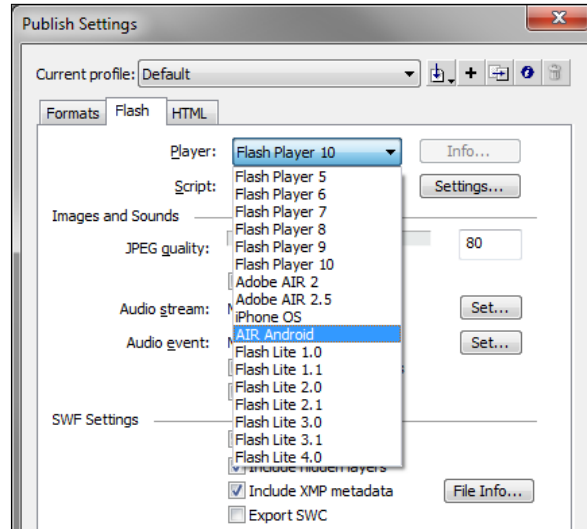 Publish Settings
Current profile: Default
Formats Flash HTML
Player: Flash Player 10 Info...
Flash Player 5
Script: Flash Player 6 Settings...
Flash Player 7
Images and Sounds Flash Player 8
JPEG quality: Flash Player 9 80
Flash Player 10
Adobe AIR 2
Adobe AIR 2.5
Audio stream: iPhone OS Set...
AIR Android
Audio event: Flash Lite 1.0 Set...
Flash Lite 1.1
Flash Lite 2.0
Flash Lite 2.1
SWF Settings Flash Lite 3.0
Flash Lite 3.1
Flash Lite 4.0
Include hidden layers
Include XMP metadata File Info...
Export SWC